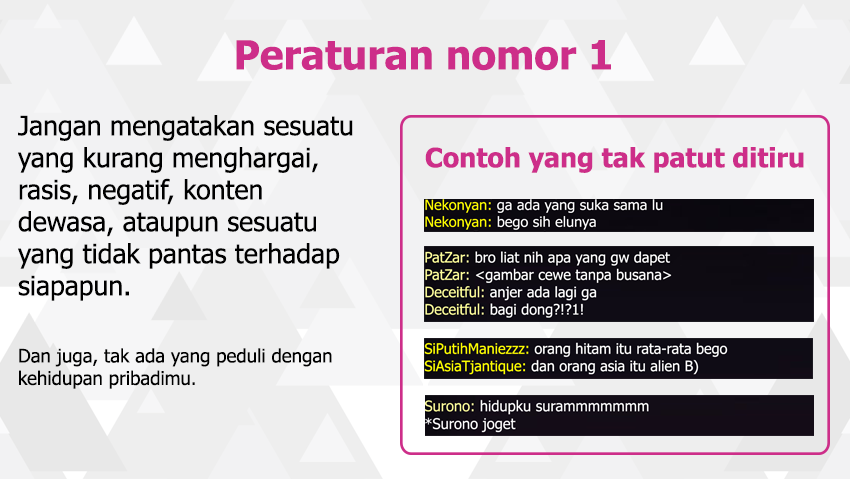 Peraturan nomor 1
Jangan mengatakan sesuatu
yang kurang menghargai,
rasis, negatif, konten
dewasa, ataupun sesuatu
yang tidak pantas terhadap
siapapun.
Dan juga, tak ada yang peduli dengan
kehidupan pribadimu.
Contoh yang tak patut ditiru
Nekonyan: ga ada yang suka sama lu
Nekonyan: bego sih elunya
PatZar: bro liat nih apa yang gw dapet
PatZar: <gambar cewe tanpa busana>
Deceitful: anjer ada lagi ga
Deceitful: bagi dong?!?1!
SiPutihManiezzz: orang hitam itu rata-rata bego
SiAsiaTjantique: dan orang asia itu alien B)
Surono: hidupku surammmmmmm
*Surono joget